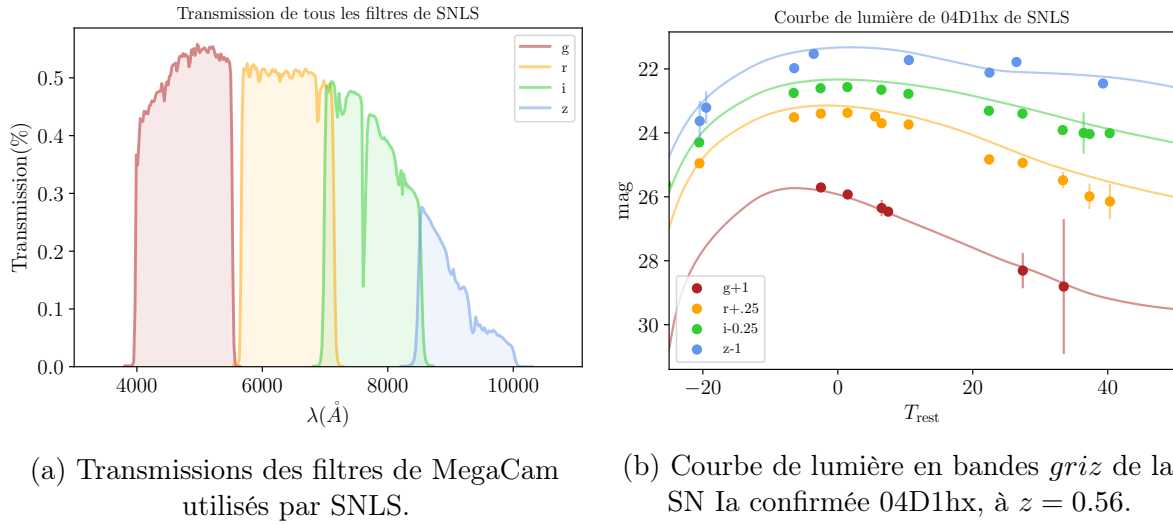 Transmission de tous les filtres de SNLS
Transmission(%)
0.5
0.4
0.3
0.2
0.1
0.0
4000 6000 8000 10000
λ(Å)
g
r
i
z
Courbe de lumière de 04D1hx de SNLS
mag
22
24
26
28
30
−20 0 20 40
T_rest
g+1
r+.25
i-0.25
z-1
(a) Transmissions des filtres de MegaCam
utilisés par SNLS.
(b) Courbe de lumière en bandes griz de la
SN Ia confirmée 04D1hx, à z = 0.56.